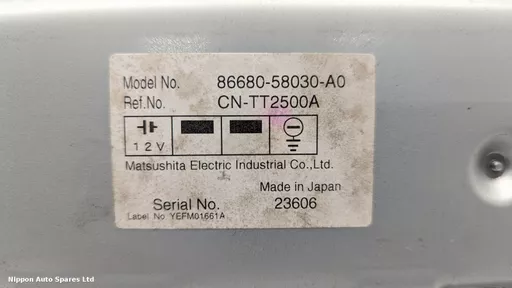 Model No. 86680-58030-A0
Ref.No. CN-TT2500A
12V
Matsushita Electric Industrial Co.,Ltd.
Made in Japan
Serial No. 23606
Label No YEFM01661A
Nippon Auto Spares Ltd